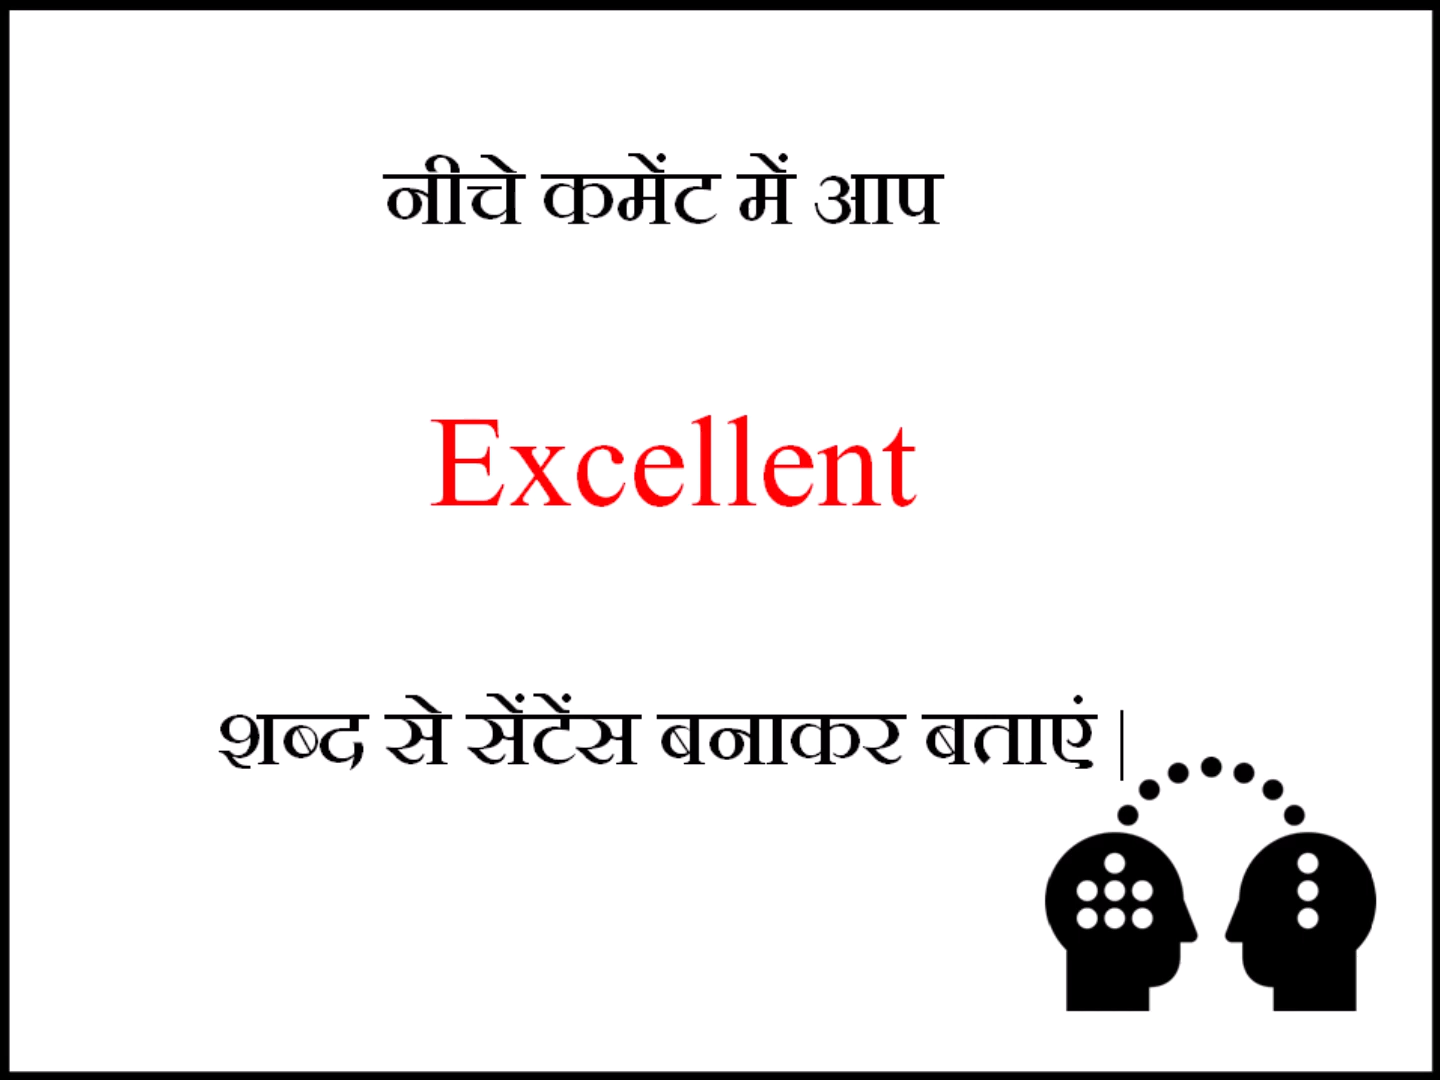 नीचे कमेंट में आप
Excellent
शब्द से सेंटेंस बनाकर बताएं |